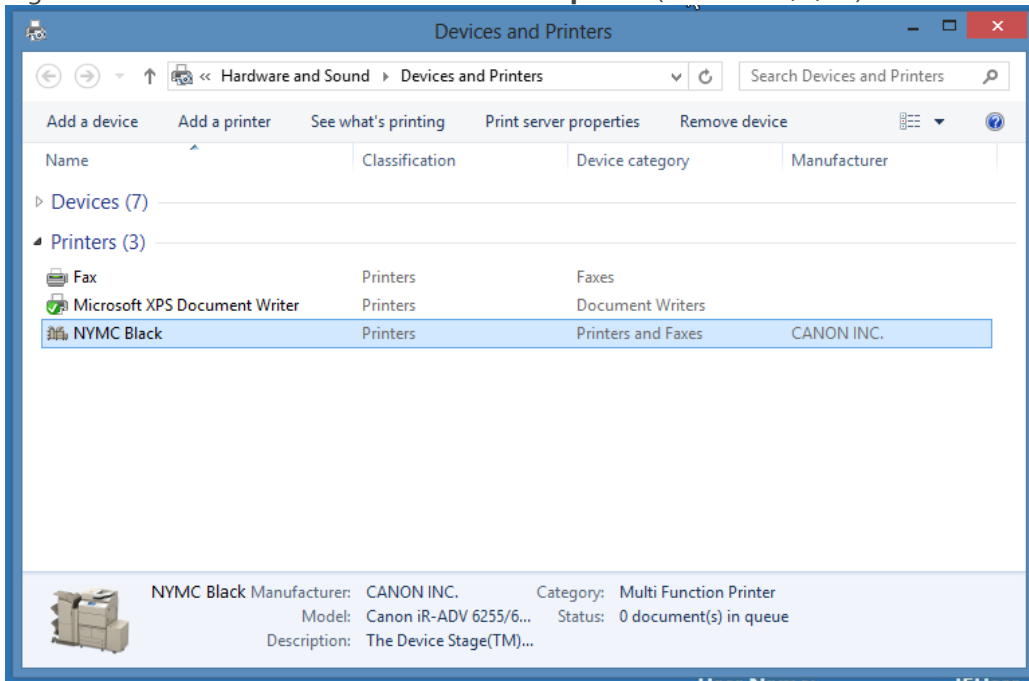 Devices and Printers
« Hardware and Sound Devices and Printers Search Devices and Printers
Add a device Add a printer See what's printing Print server properties Remove device
Name Classification Device category Manufacturer
Devices (7)
Printers (3)
Fax Printers Faxes
Microsoft XPS Document Writer Printers Document Writers
NYMC Black Printers Printers and Faxes CANON INC.
NYMC Black Manufacturer: CANON INC. Category: Multi Function Printer
Model: Canon iR-ADV 6255/6... Status: 0 document(s) in queue
Description: The Device Stage(TM)...